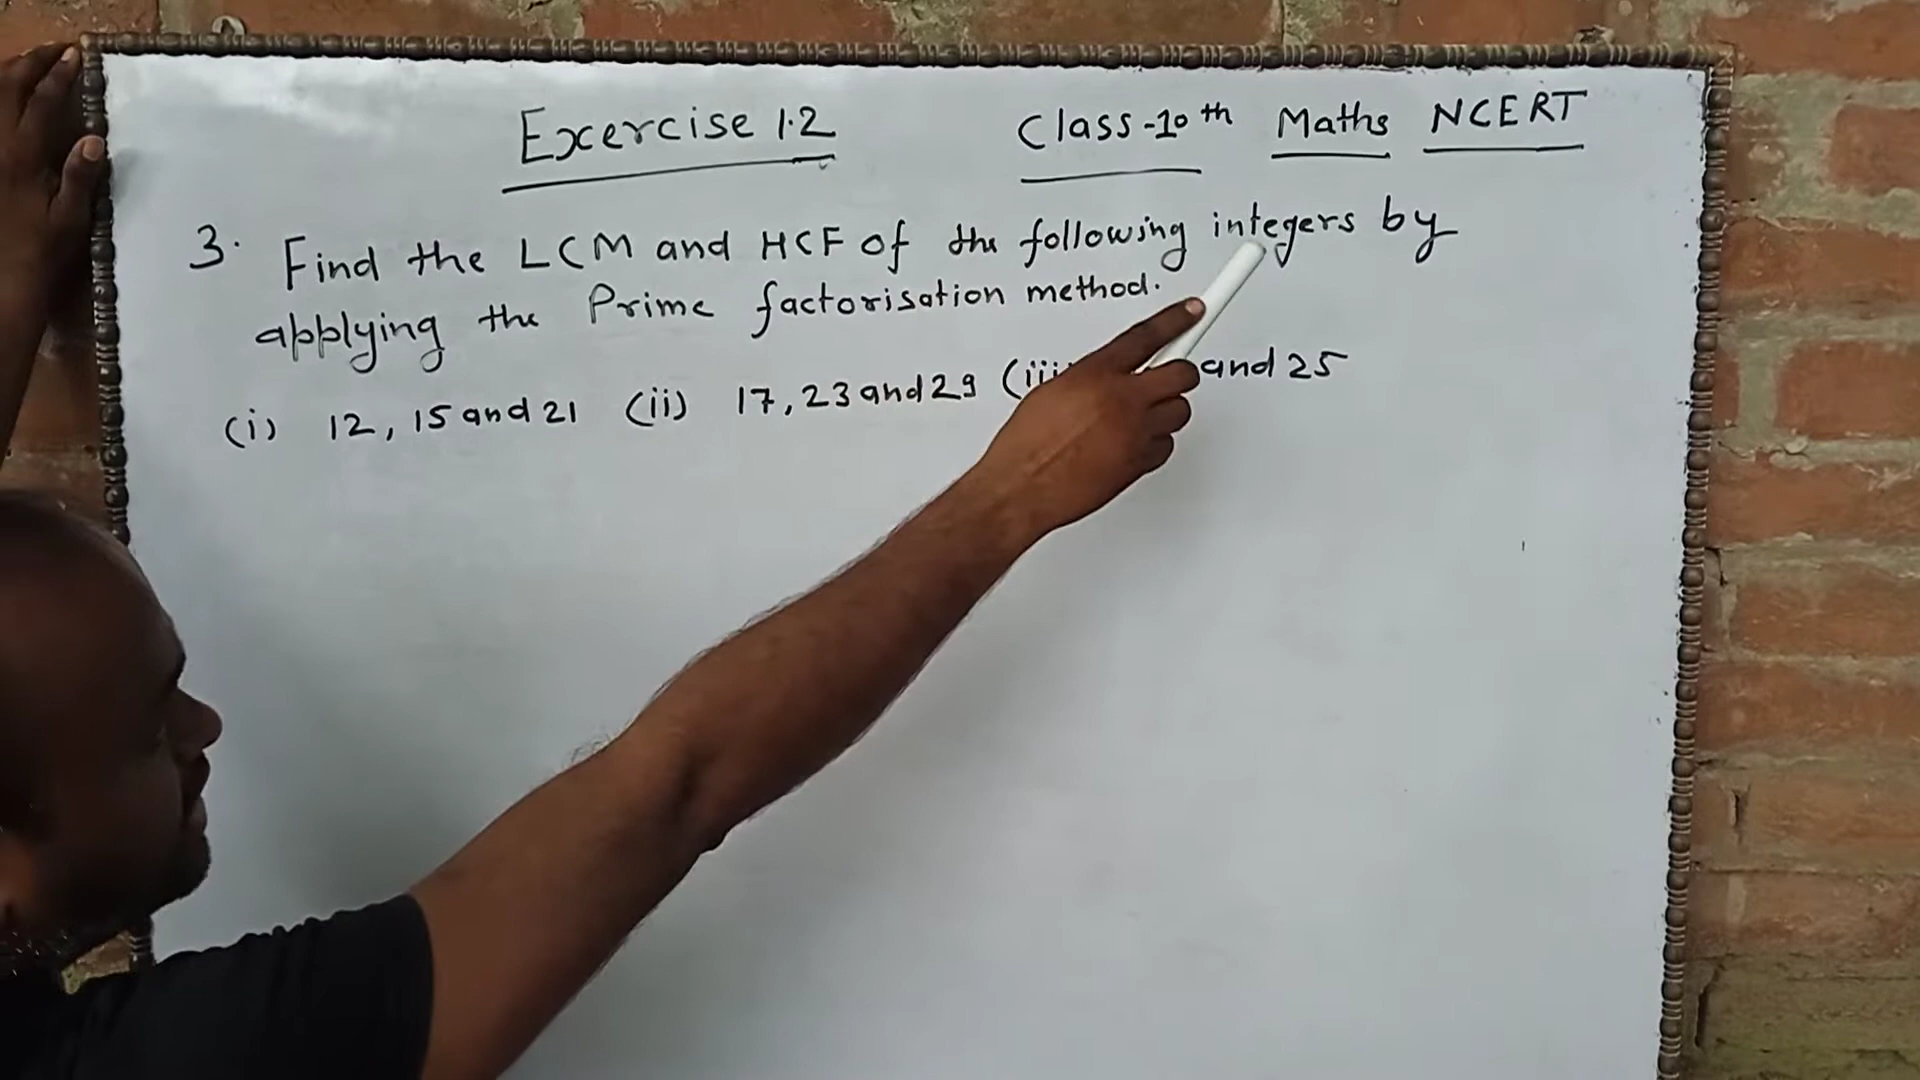 Exercise 1.2 Class-10th Maths NCERT
3. Find the LCM and HCF of the following integers by
applying the Prime factorisation method.
(i) 12, 15 and 21 (ii) 17, 23 and 29 (iii and 25